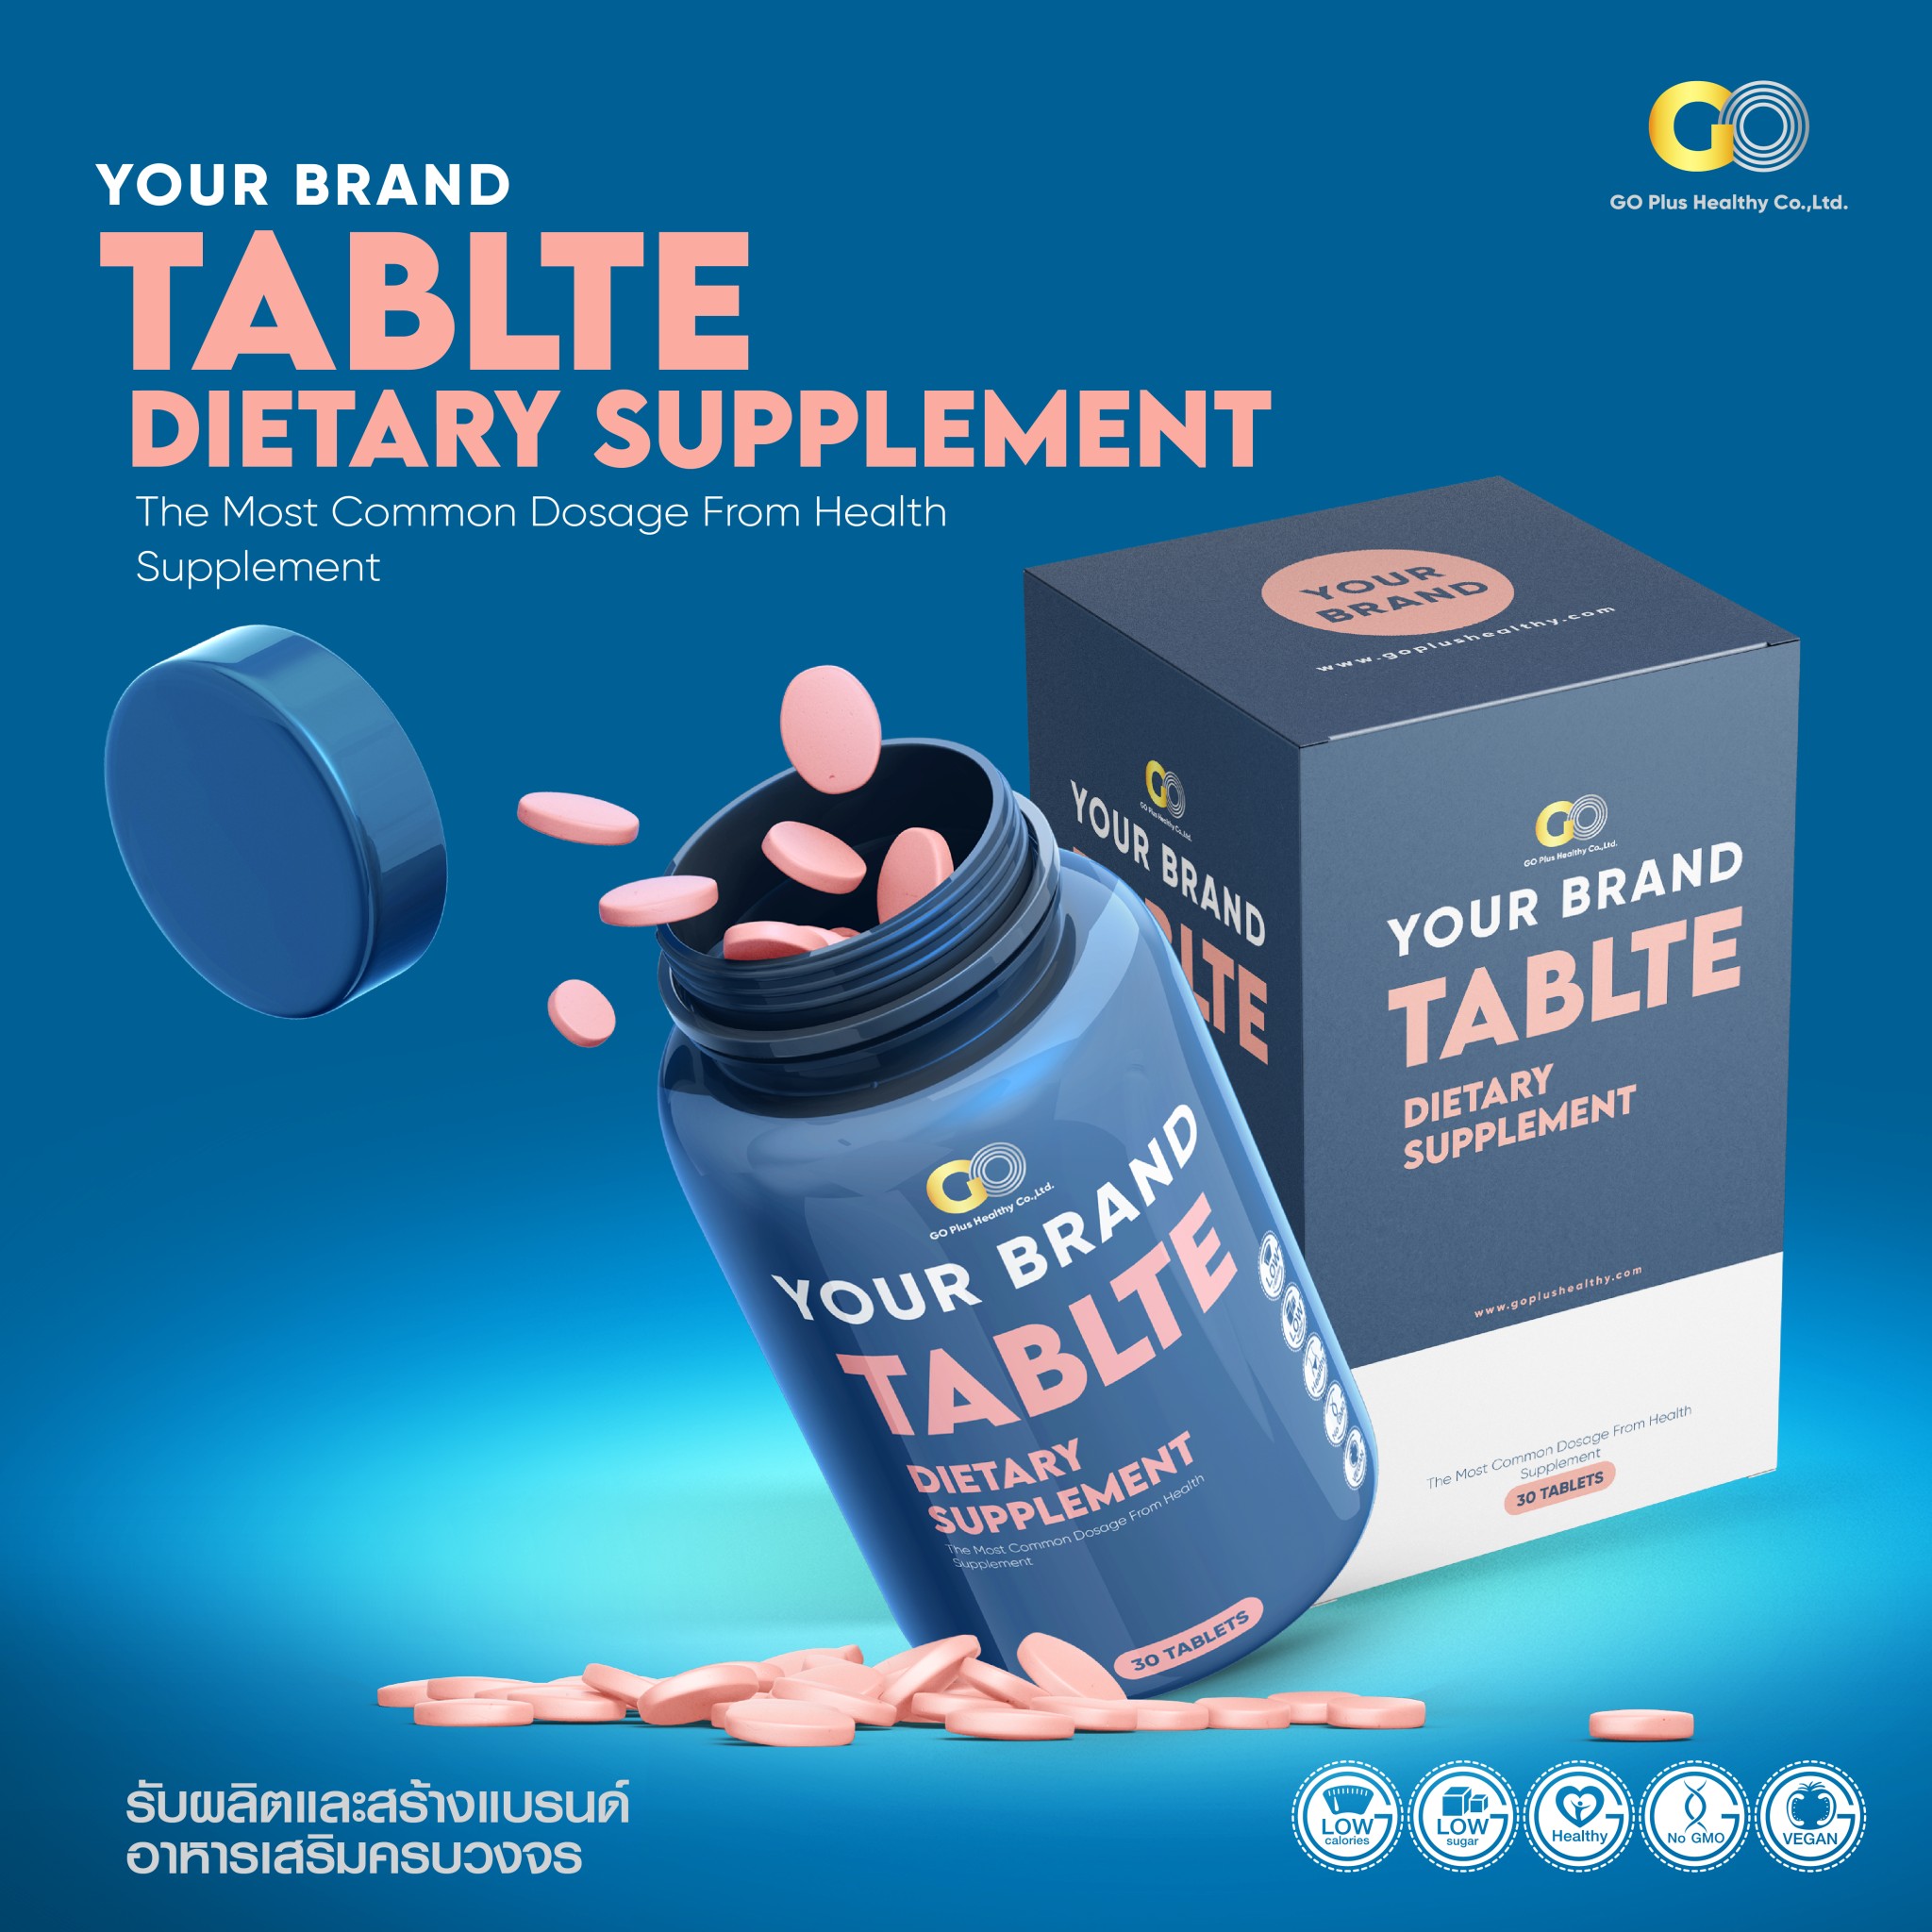 GO
GO Plus Healthy Co.,Ltd.
YOUR BRAND
TABLTE
DIETARY SUPPLEMENT
The Most Common Dosage From Health
Supplement
YOUR
BRAND
www.goplushealthy.com
GO
GO Plus Healthy Co.,Ltd.
YOUR BRAND
LTE
GO
GO Plus Healthy Co.,Ltd.
YOUR BRAND
TABLTE
DIETARY
SUPPLEMENT
www.goplushealthy.com
The Most Common Dosage From Health
Supplement
30 TABLETS
GO
GO Plus Healthy Co.,Ltd.
YOUR BRAND
TABLTE
DIETARY
SUPPLEMENT
The Most Common Dosage From Health
Supplement
30 TABLETS
LOW
LOW
รับผลิตและสร้างแบรนด์
อาหารเสริมครบวงจร
LOW
calories
LOW
sugar
Healthy
No GMO
VEGAN